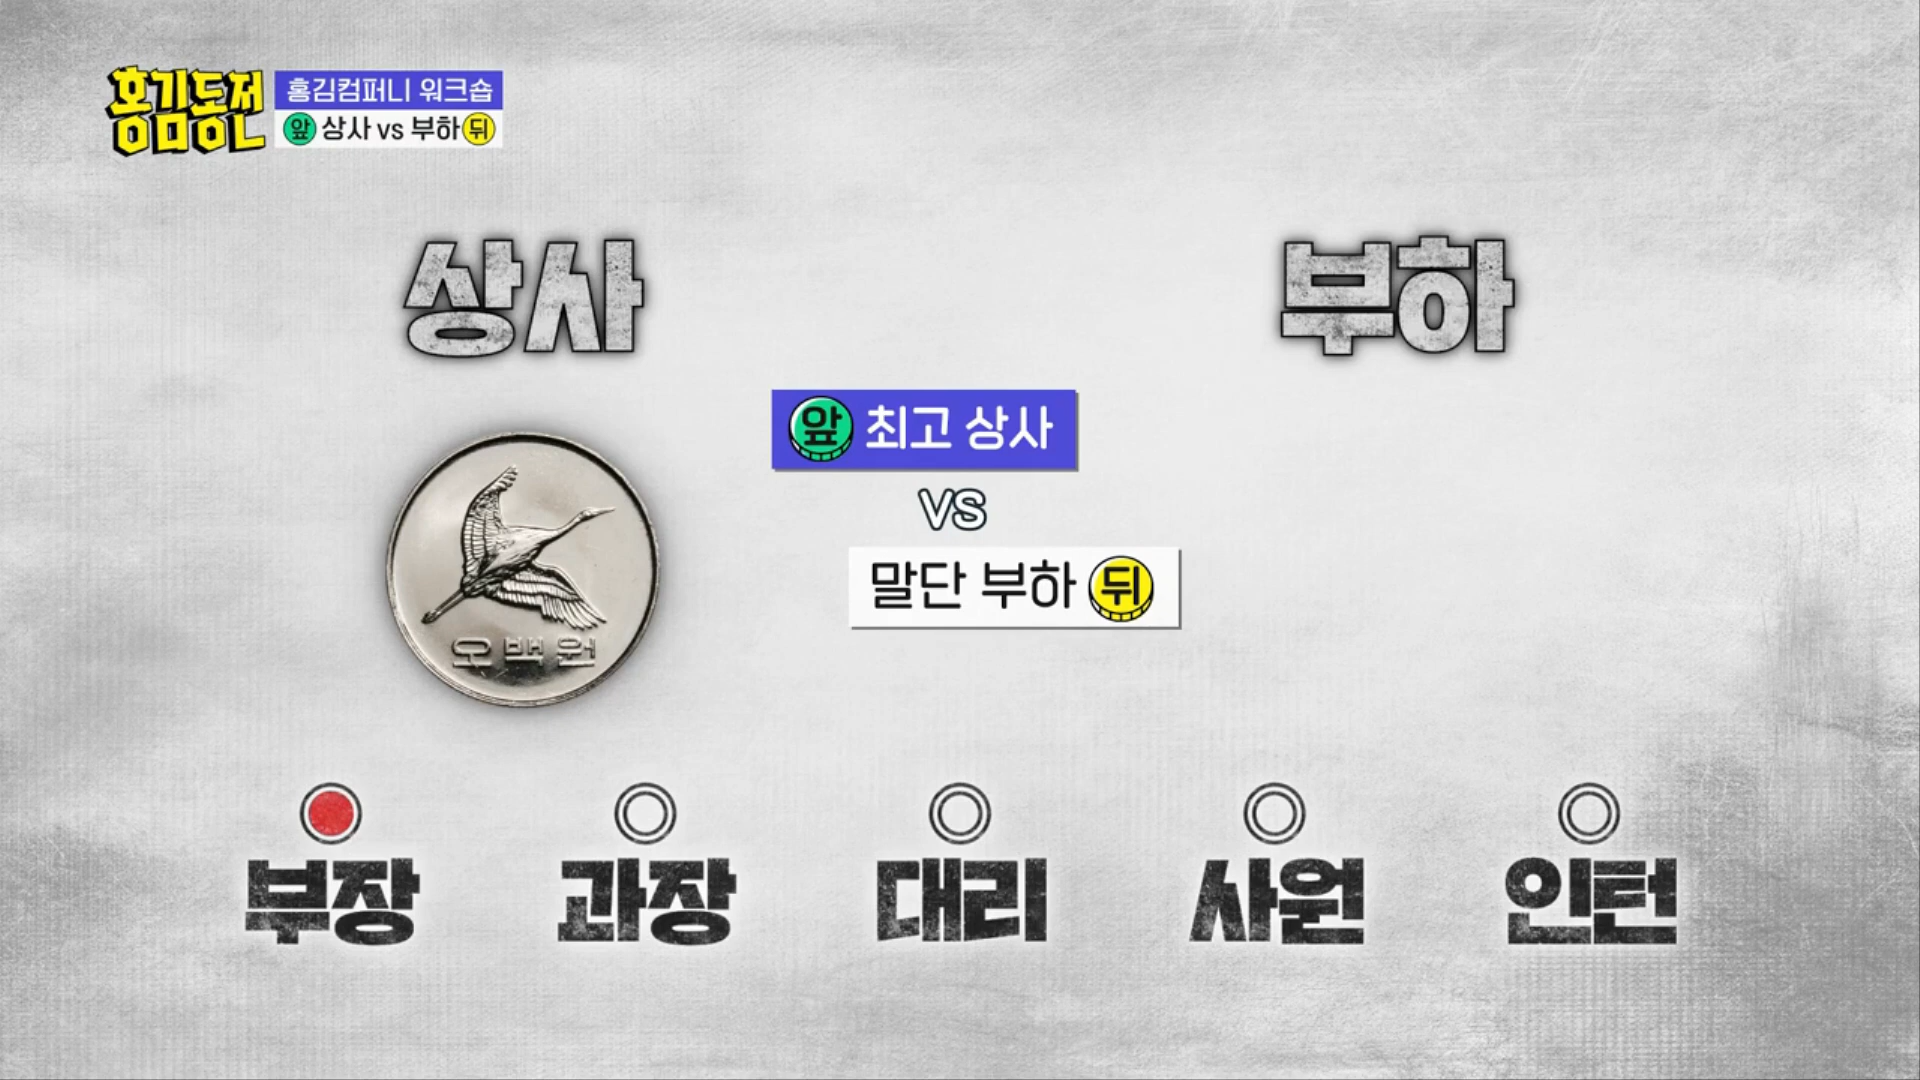 홍김동전
홍김컴퍼니 워크숍
앞 상사 vs 부하 뒤
상사
부하
앞 최고 상사
VS
말단 부하 뒤
오백원
부장
과장
대리
사원
인턴